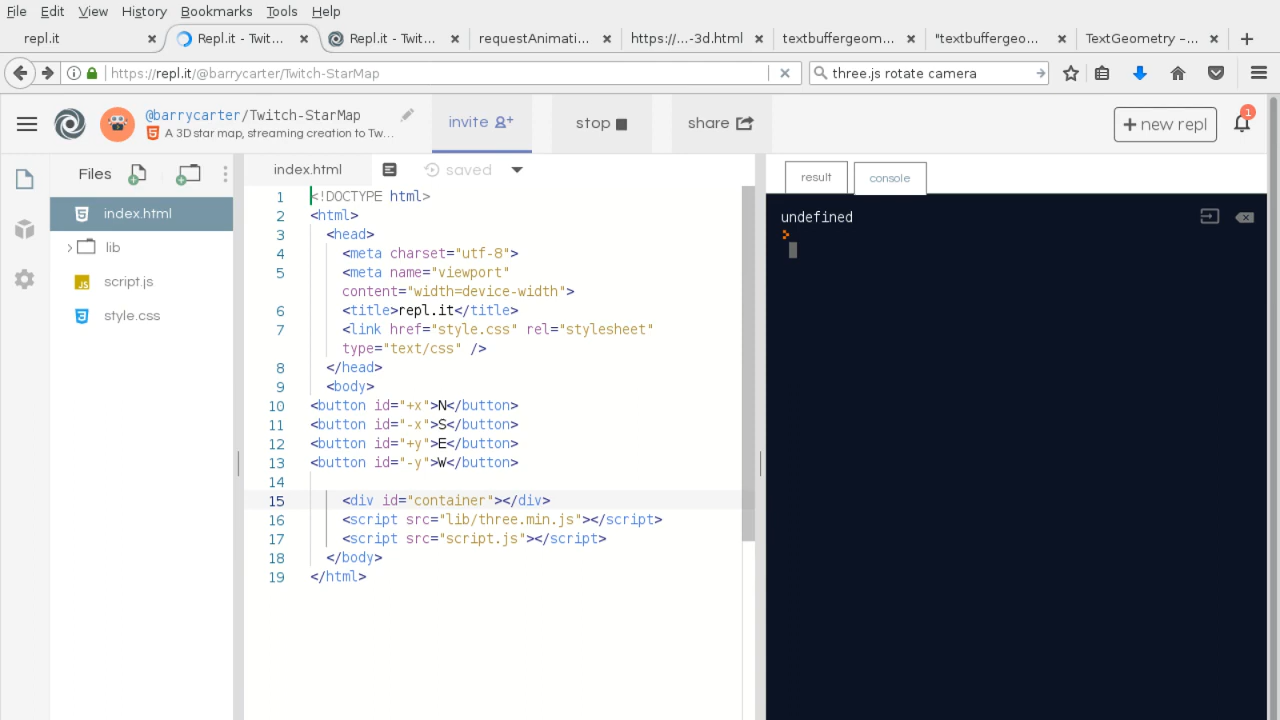 File Edit View History Bookmarks Tools Help
repl.it
Repl.it - Twit...
Repl.it - Twit...
requestAnimati...
https:/...-3d.html
textbuffergeom...
"textbuffergeo...
TextGeometry –...
https://repl.it/@barrycarter/Twitch-StarMap
three.js rotate camera
@barrycarter/Twitch-StarMap
A 3D star map, streaming creation to Tw...
invite
stop
share
+ new repl
1
Files
index.html
lib
script.js
style.css
index.html
saved
1 <!DOCTYPE html>
2 <html>
3 <head>
4 <meta charset="utf-8">
5 <meta name="viewport"
content="width=device-width">
6 <title>repl.it</title>
7 <link href="style.css" rel="stylesheet"
type="text/css" />
8 </head>
9 <body>
10 <button id="+x">N</button>
11 <button id="-x">S</button>
12 <button id="+y">E</button>
13 <button id="-y">W</button>
14
15 <div id="container"></div>
16 <script src="lib/three.min.js"></script>
17 <script src="script.js"></script>
18 </body>
19 </html>
result
console
undefined